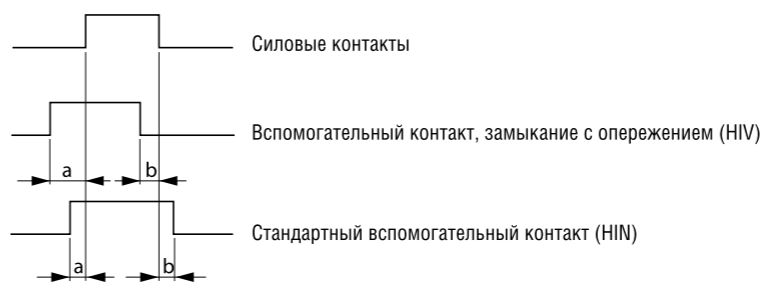 Силовые контакты
Вспомогательный контакт, замыкание с опережением (HIV)
a b
Стандартный вспомогательный контакт (HIN)
a b